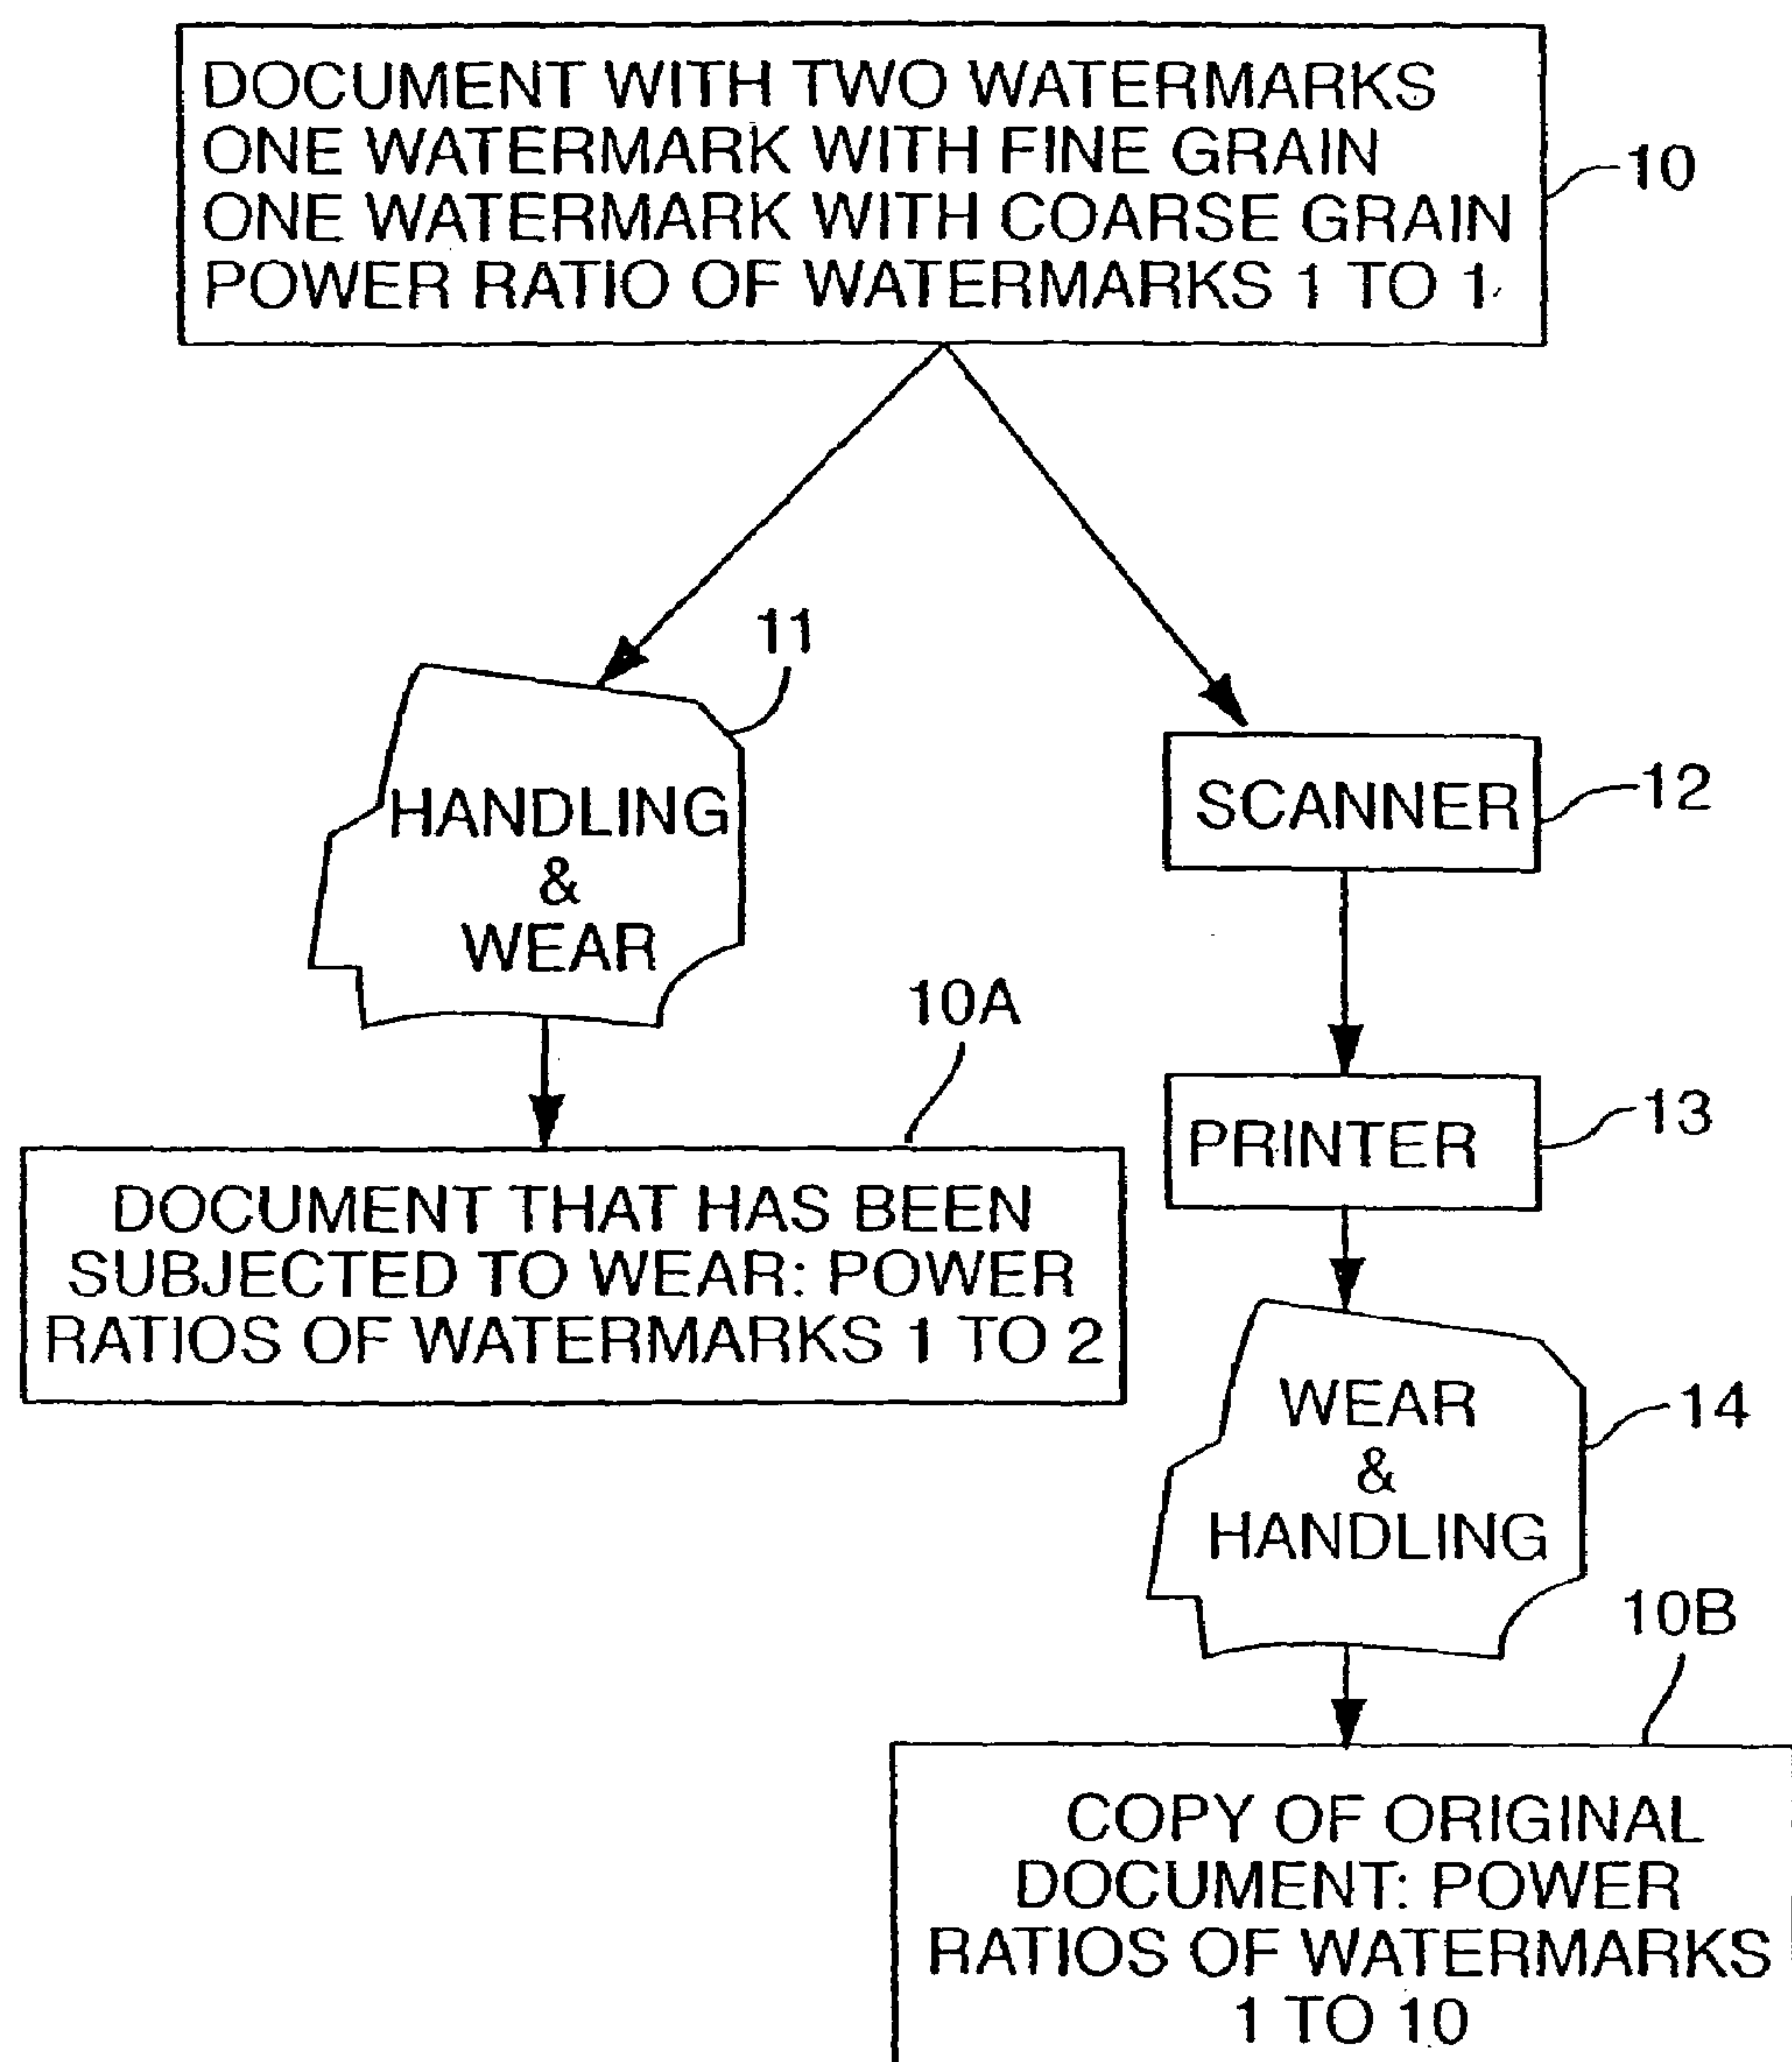 DOCUMENT WITH TWO WATERMARKS
ONE WATERMARK WITH FINE GRAIN
ONE WATERMARK WITH COARSE GRAIN
POWER RATIO OF WATERMARKS 1 TO 1
10
11
HANDLING
&
WEAR
SCANNER
12
10A
DOCUMENT THAT HAS BEEN
SUBJECTED TO WEAR: POWER
RATIOS OF WATERMARKS 1 TO 2
PRINTER
13
WEAR
&
HANDLING
14
10B
COPY OF ORIGINAL
DOCUMENT: POWER
RATIOS OF WATERMARKS
1 TO 10